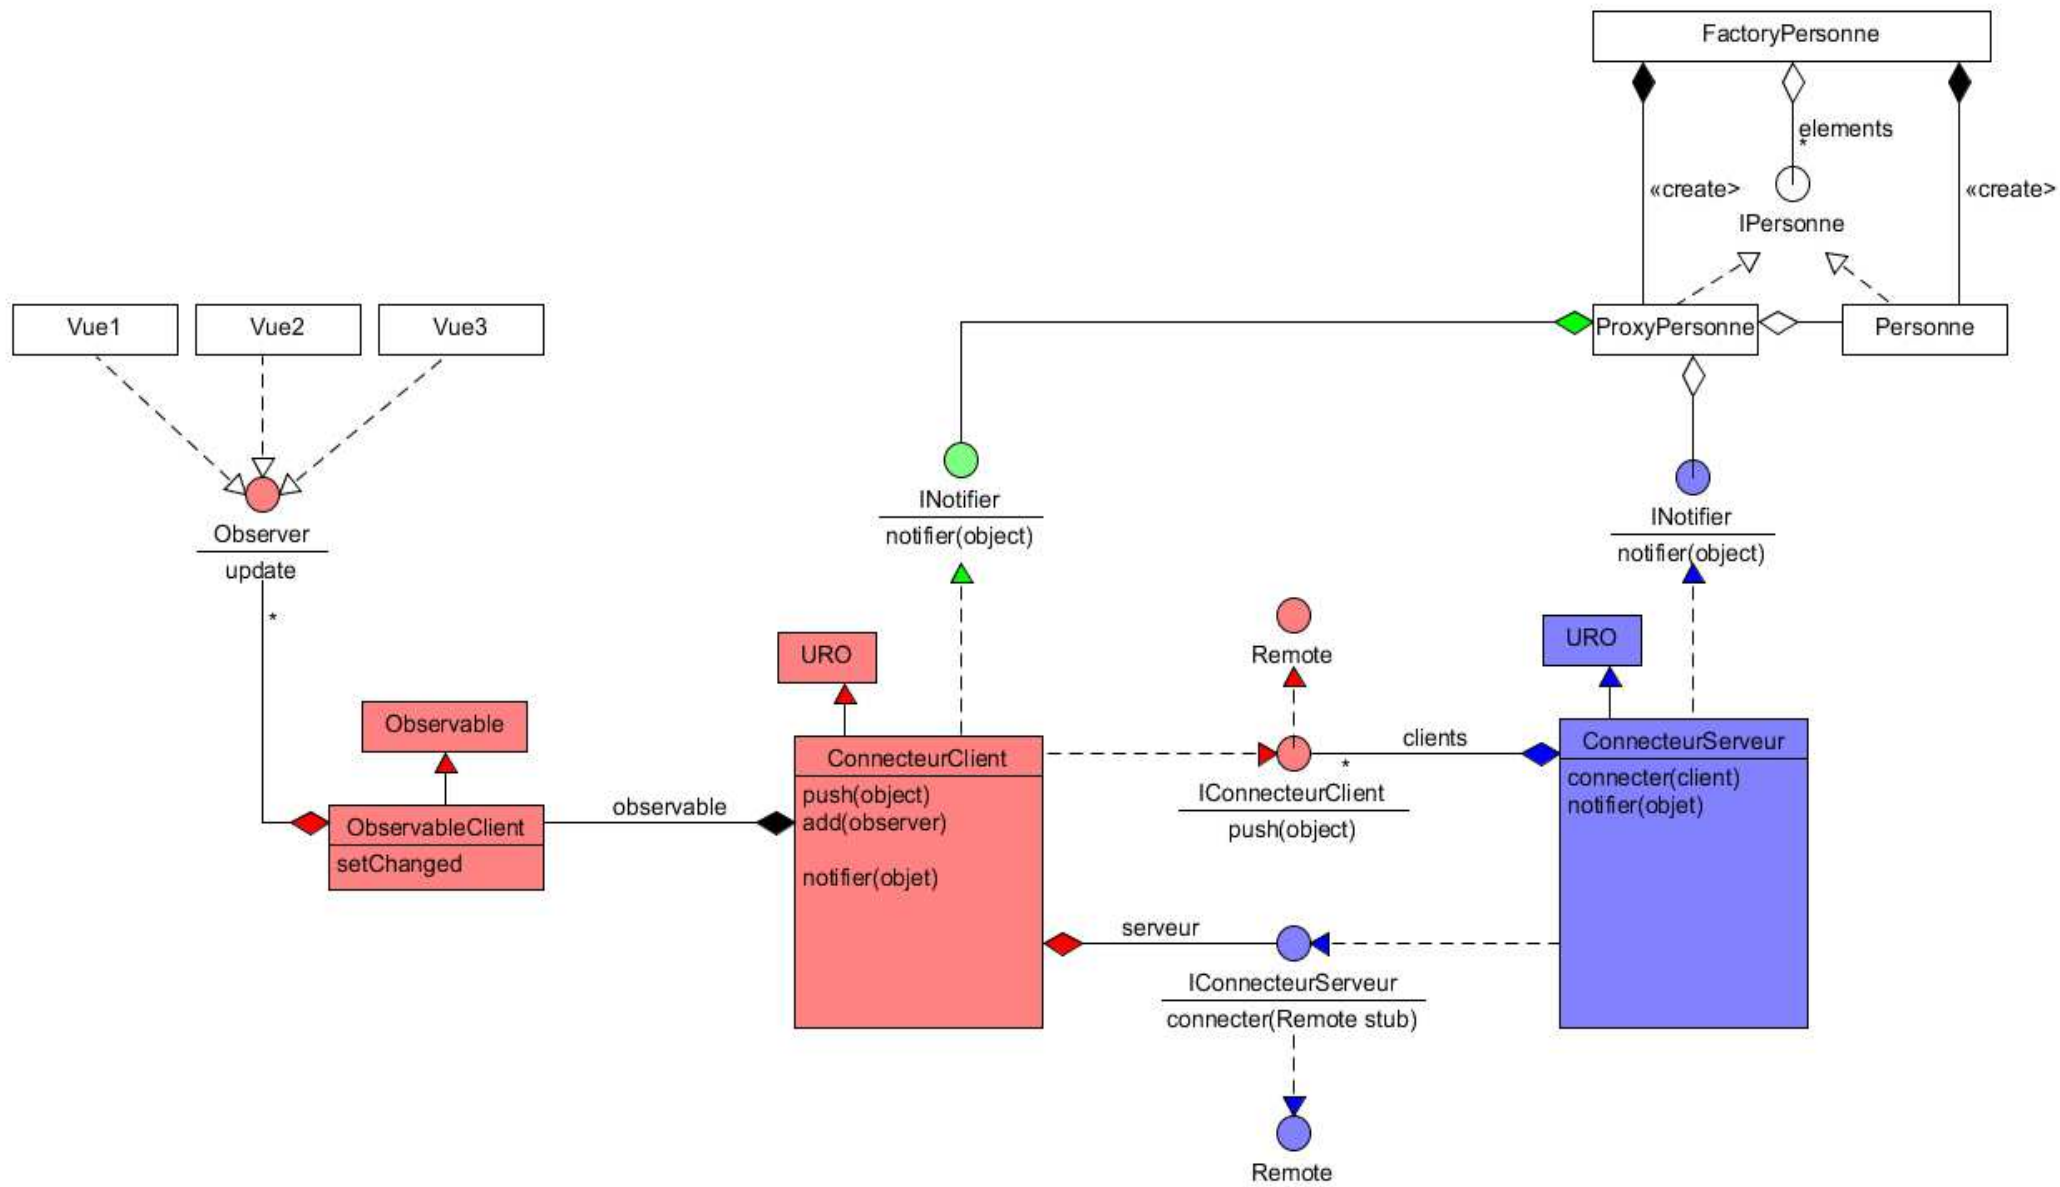 FactoryPersonne
elements
*
«create>
«create>
IPersonne
Vue1
Vue2
Vue3
ProxyPersonne
Personne
INotifier
notifier(object)
INotifier
notifier(object)
Observer
update
*
URO
Remote
URO
Observable
ConnecteurClient
push(object)
add(observer)
notifier(objet)
clients
*
ConnecteurServeur
connecter(client)
notifier(objet)
IConnecteurClient
push(object)
observable
ObservableClient
setChanged
serveur
IConnecteurServeur
connecter(Remote stub)
Remote